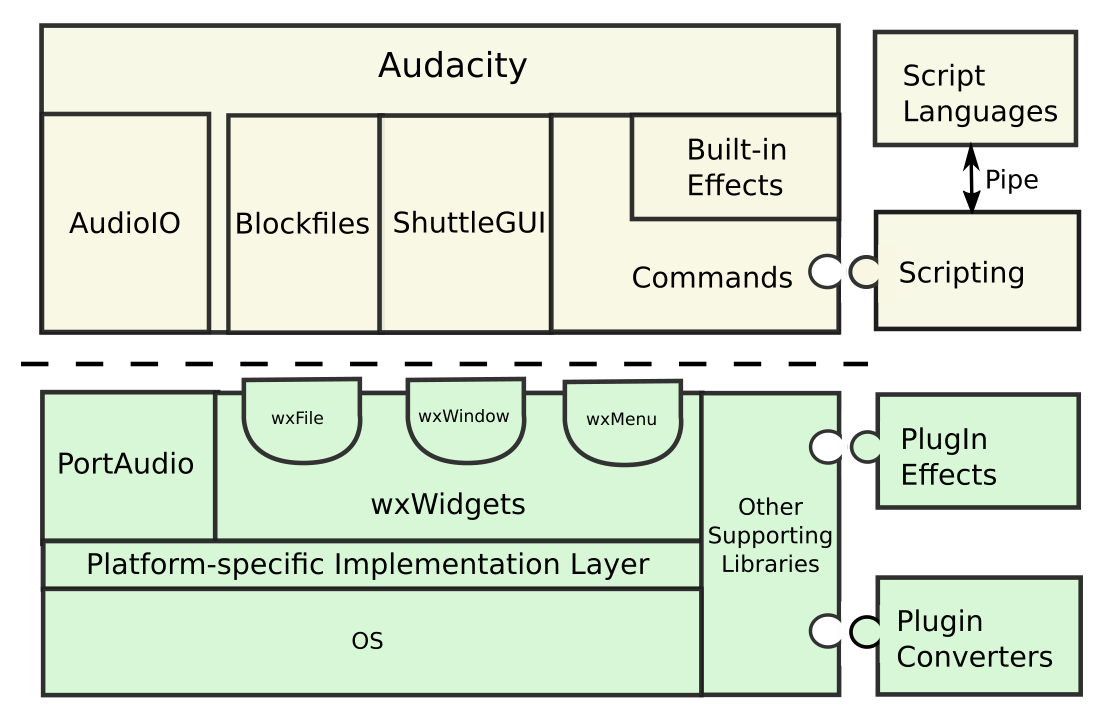 Audacity
Script
Languages
Built-in
Effects
Pipe
AudioIO
Blockfiles
ShuttleGUI
Commands
Scripting
wxFile
wxWindow
wxMenu
PortAudio
wxWidgets
PlugIn
Effects
Other
Supporting
Libraries
Platform-specific Implementation Layer
OS
Plugin
Converters